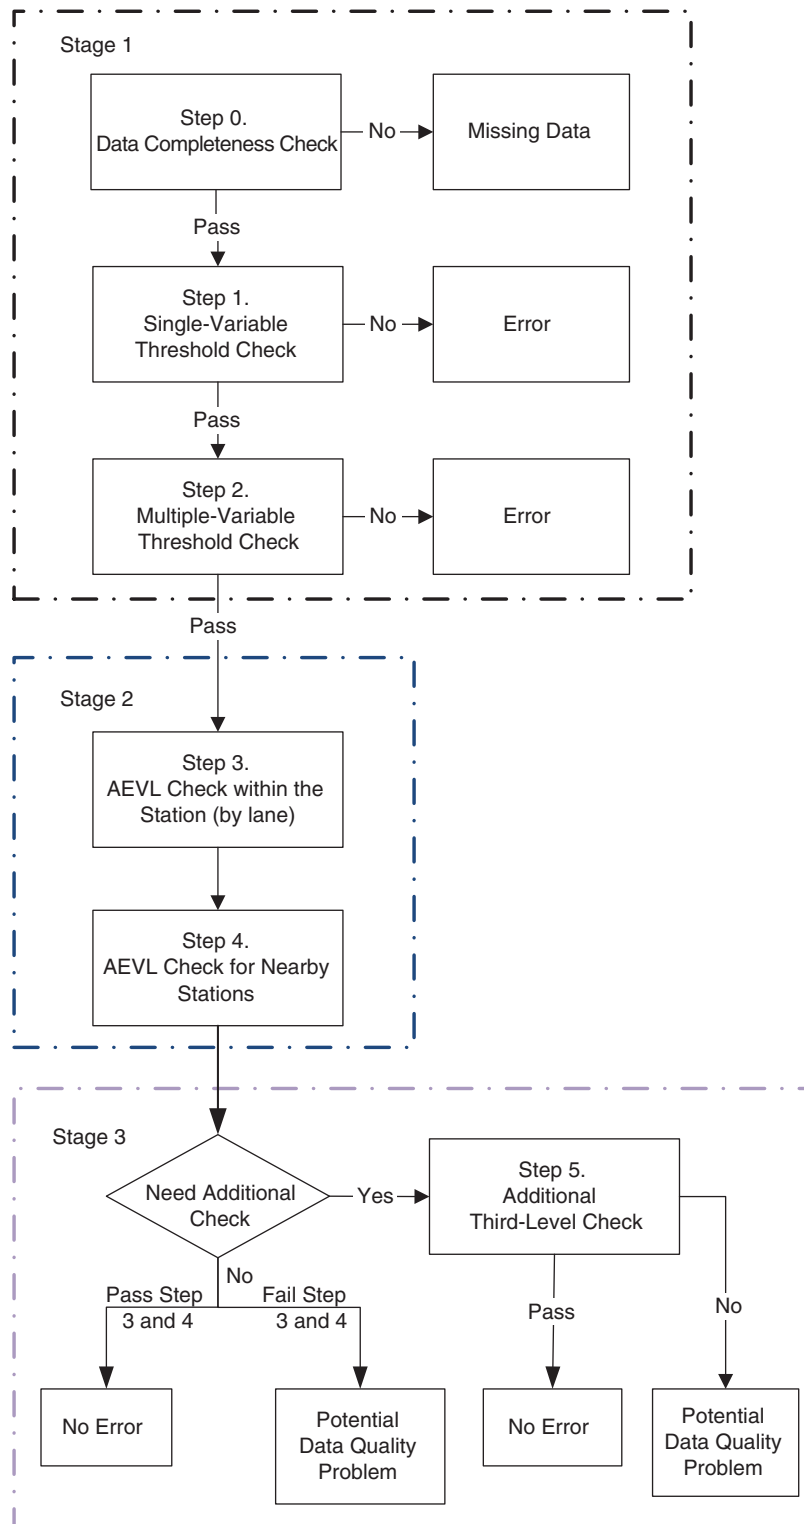 Stage 1
Step 0.
Data Completeness Check
No
Missing Data
Pass
Step 1.
Single-Variable
Threshold Check
No
Error
Pass
Step 2.
Multiple-Variable
Threshold Check
No
Error
Pass
Stage 2
Step 3.
AEVL Check within the
Station (by lane)
Step 4.
AEVL Check for Nearby
Stations
Stage 3
Need Additional
Check
Yes
Step 5.
Additional
Third-Level Check
No
Pass Step
3 and 4
Fail Step
3 and 4
Pass
No
No Error
Potential
Data Quality
Problem
No Error
Potential
Data Quality
Problem